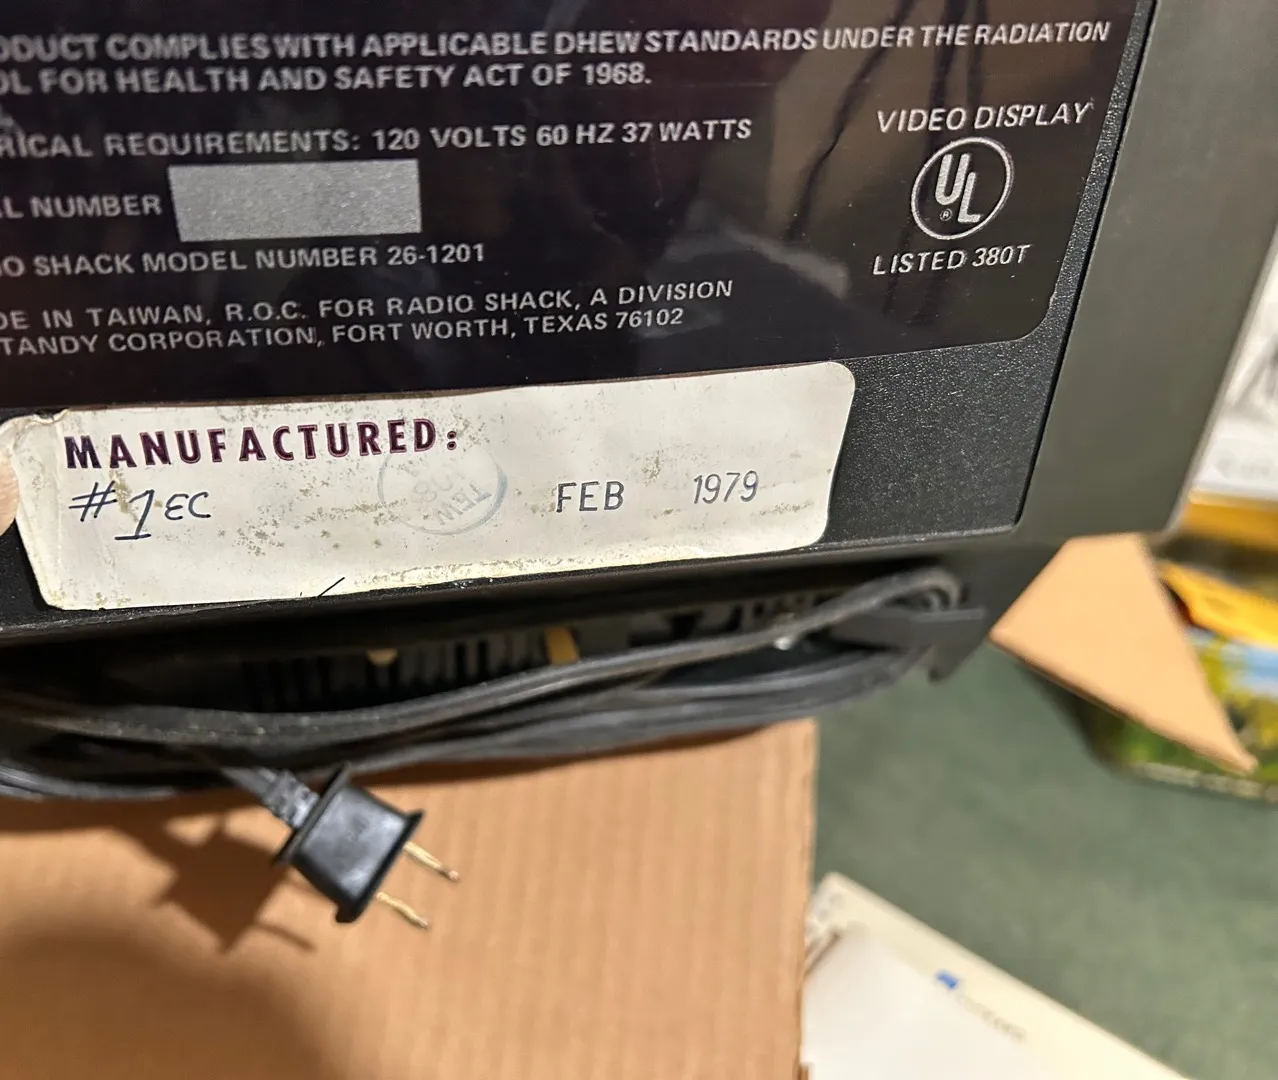 ODUCT COMPLIES WITH APPLICABLE DHEW STANDARDS UNDER THE RADIATION
OL FOR HEALTH AND SAFETY ACT OF 1968.
RICAL REQUIREMENTS: 120 VOLTS 60 HZ 37 WATTS
VIDEO DISPLAY
UL
®
LISTED 380T
L NUMBER
O SHACK MODEL NUMBER 26-1201
DE IN TAIWAN, R.O.C. FOR RADIO SHACK, A DIVISION
TANDY CORPORATION, FORT WORTH, TEXAS 76102
MANUFACTURED:
#1EC
FEB 1979